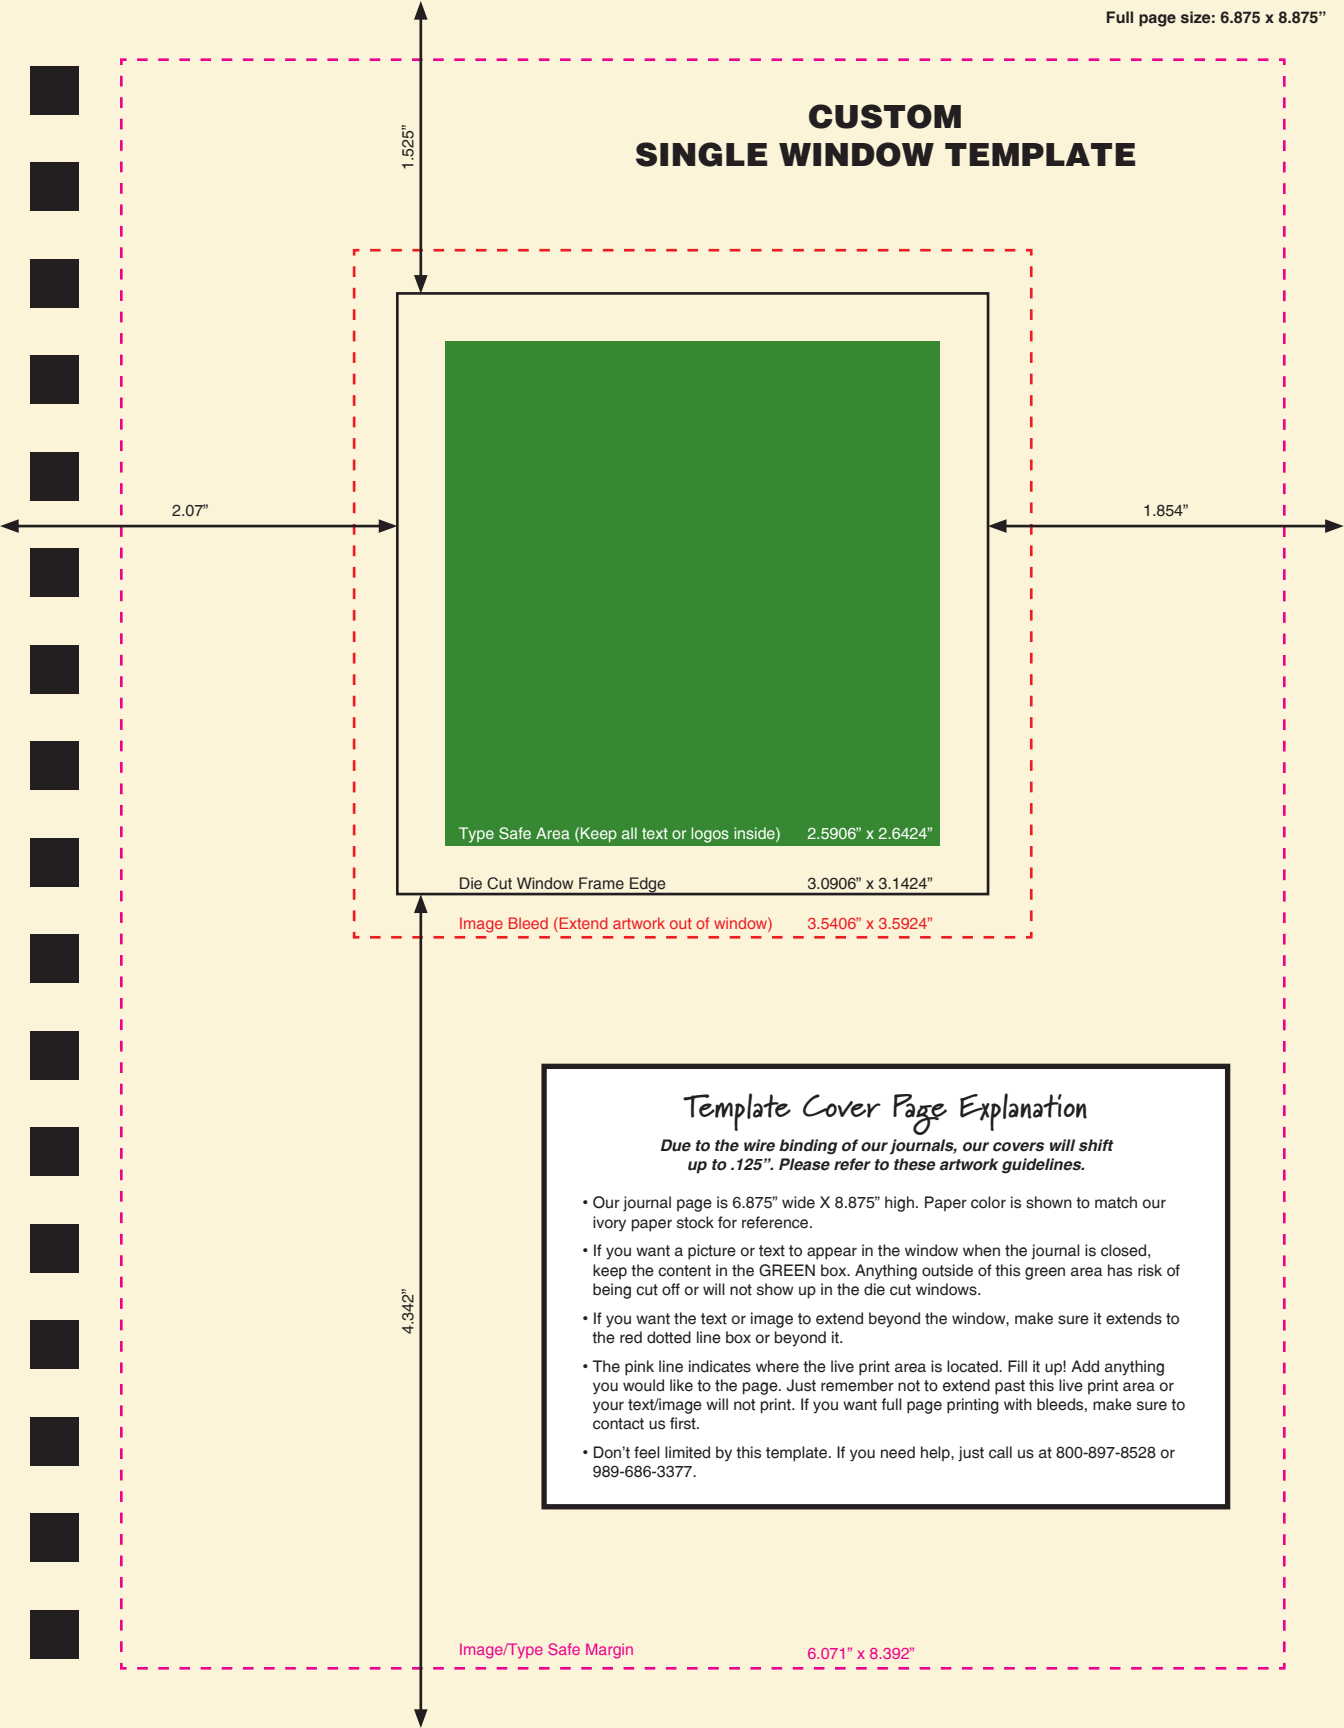 Full page size: 6.875 x 8.875”
CUSTOM
SINGLE WINDOW TEMPLATE
1.525”
2.07”
1.854”
Type Safe Area (Keep all text or logos inside) 2.5906” x 2.6424”
Die Cut Window Frame Edge 3.0906” x 3.1424”
Image Bleed (Extend artwork out of window) 3.5406” x 3.5924”
4.342”
Template Cover Page Explanation
Due to the wire binding of our journals, our covers will shift
up to .125”. Please refer to these artwork guidelines.
• Our journal page is 6.875” wide X 8.875” high. Paper color is shown to match our
ivory paper stock for reference.
• If you want a picture or text to appear in the window when the journal is closed,
keep the content in the GREEN box. Anything outside of this green area has risk of
being cut off or will not show up in the die cut windows.
• If you want the text or image to extend beyond the window, make sure it extends to
the red dotted line box or beyond it.
• The pink line indicates where the live print area is located. Fill it up! Add anything
you would like to the page. Just remember not to extend past this live print area or
your text/image will not print. If you want full page printing with bleeds, make sure to
contact us first.
• Don’t feel limited by this template. If you need help, just call us at 800-897-8528 or
989-686-3377.
Image/Type Safe Margin 6.071” x 8.392”